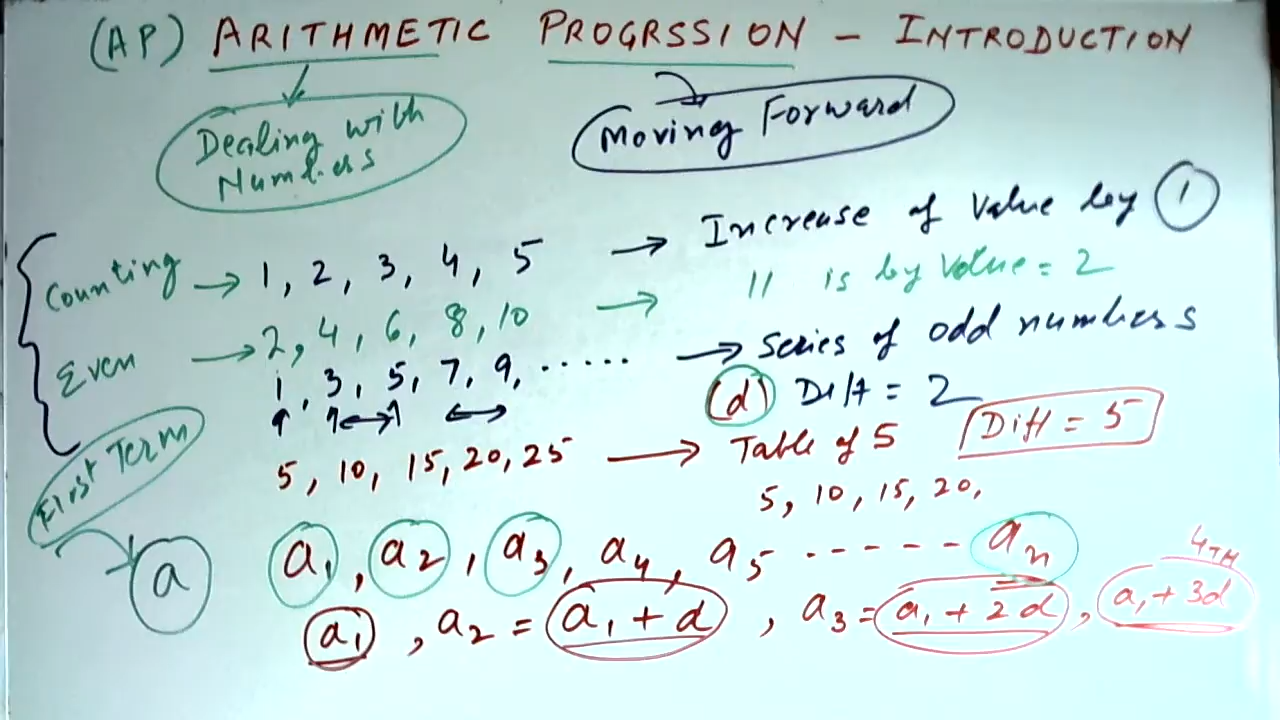 (AP) ARITHMETIC PROGRSSION – INTRODUCTION
Dealing with
Numbers
Moving Forward
Counting → 1, 2, 3, 4, 5 → Increase of value by 1
Even → 2, 4, 6, 8, 10 → 11 is by Value = 2
1, 3, 5, 7, 9, ...... → Series of odd numbers
(d) Diff = 2
5, 10, 15, 20, 25 → Table of 5
Diff = 5
5, 10, 15, 20,
First Term
a
a₁, a₂, a₃, a₄, a₅ ------ aₙ
4TH
a₁, a₂ = a₁ + d, a₃ = a₁ + 2d, a₁ + 3d